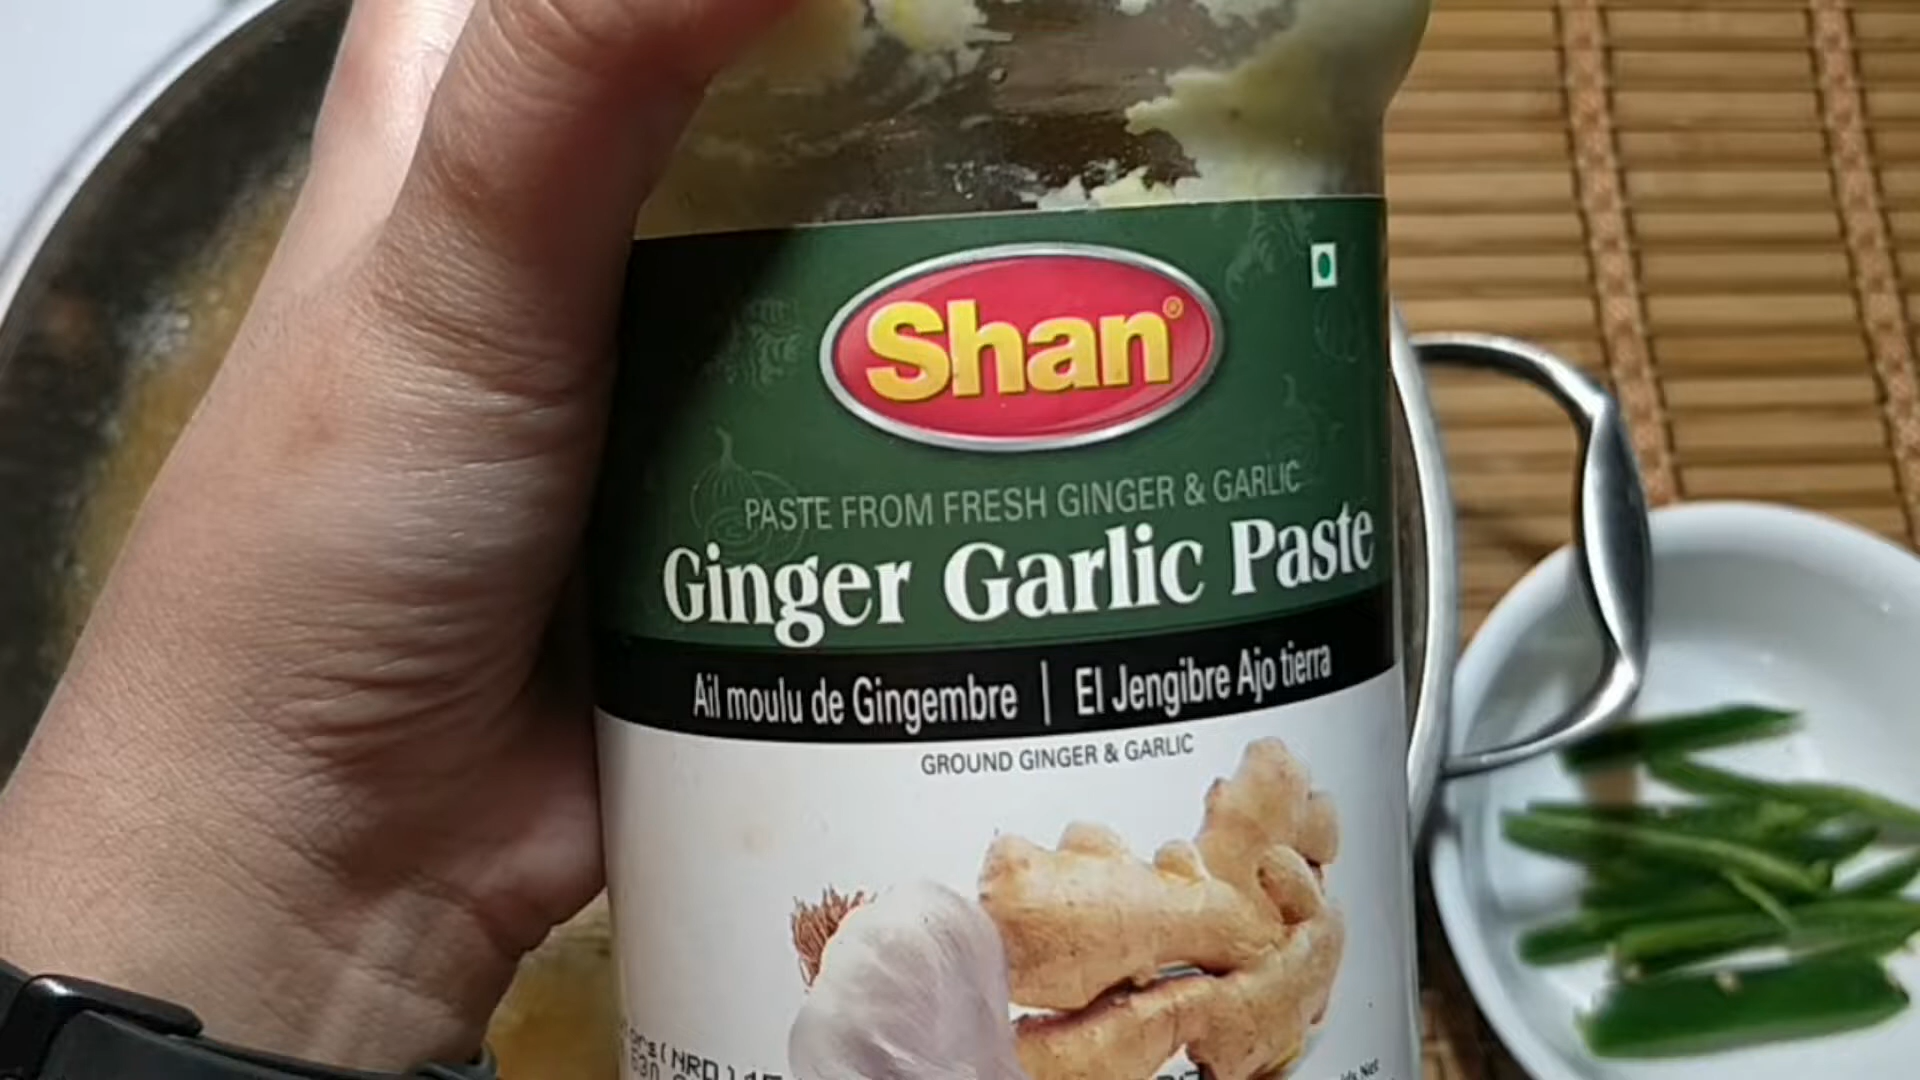 Shan®
PASTE FROM FRESH GINGER & GARLIC
Ginger Garlic Paste
Ail moulu de Gingembre | El Jengibre Ajo tierra
GROUND GINGER & GARLIC
Net